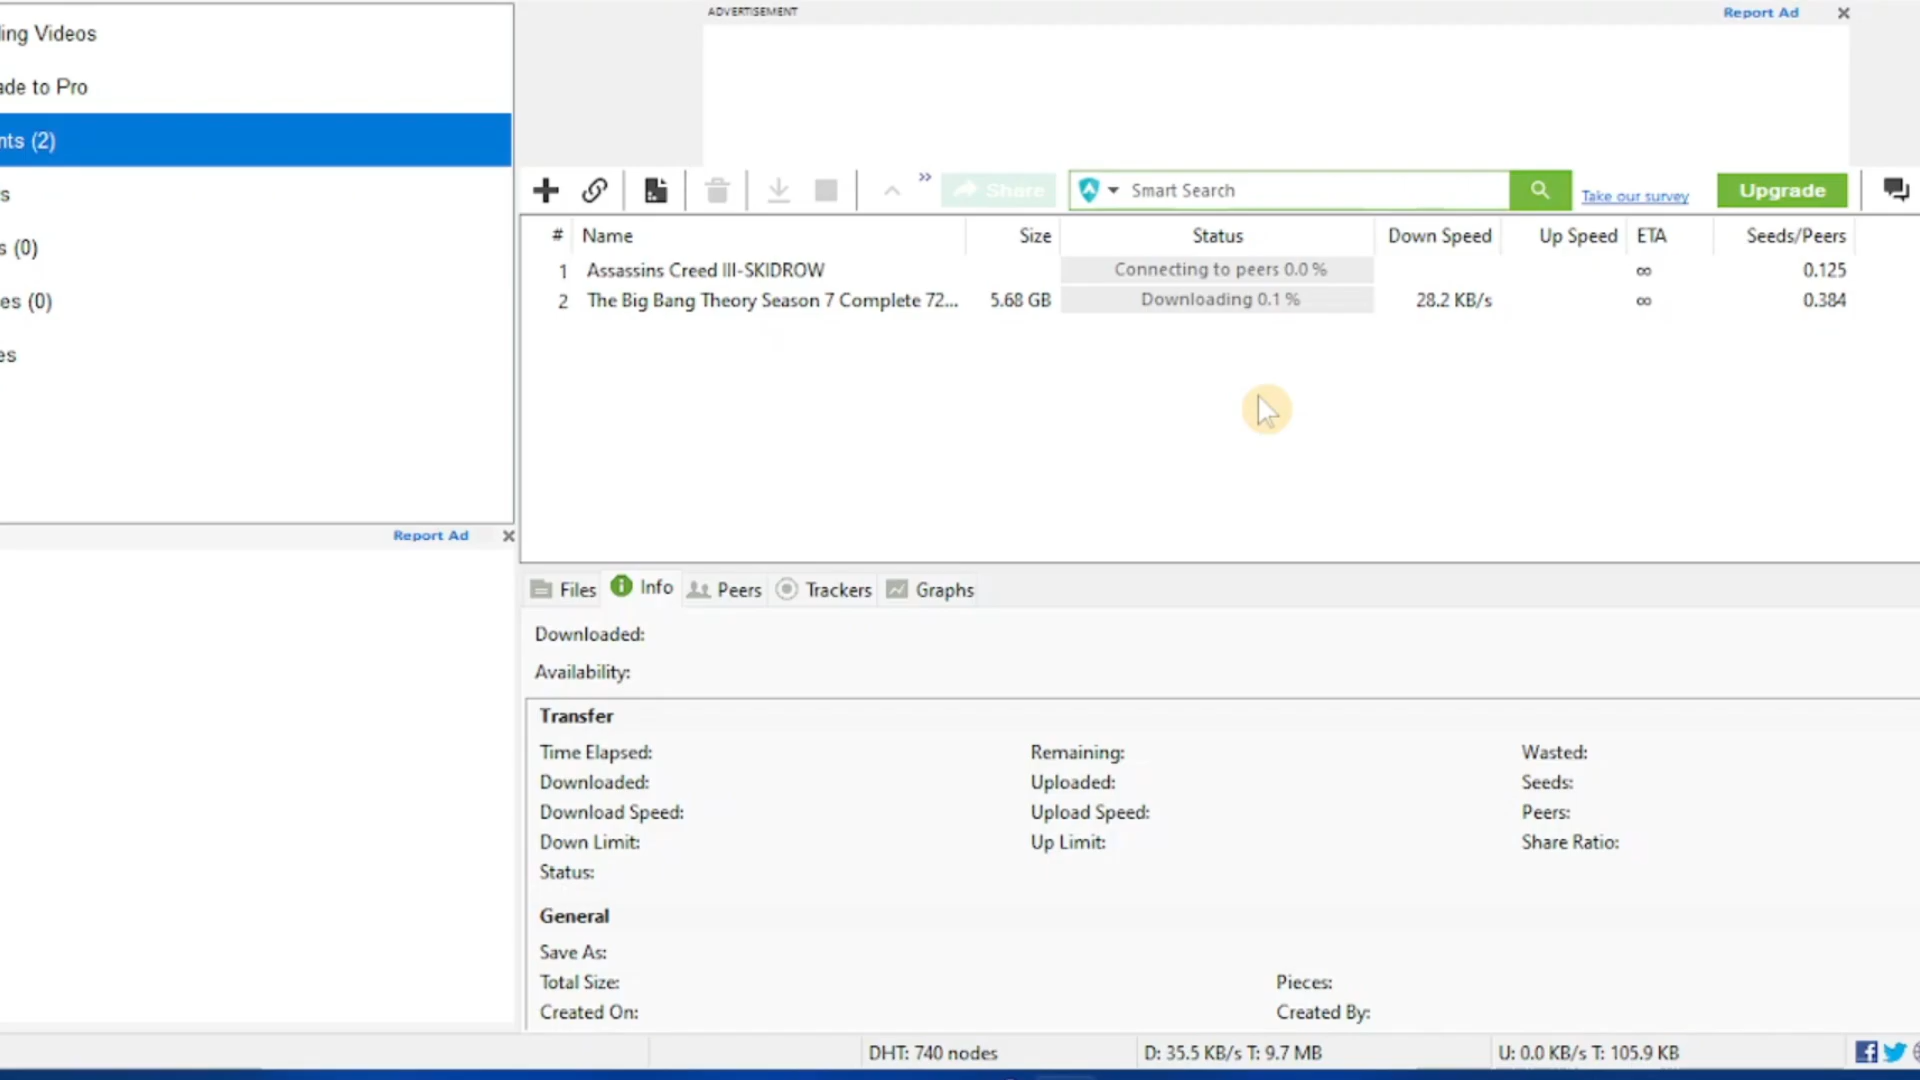 ADVERTISEMENT
Report Ad
ling Videos
ade to Pro
nts (2)
s
s (0)
es (0)
es
Report Ad
Share
Smart Search
Take our survey
Upgrade
# Name Size Status Down Speed Up Speed ETA Seeds/Peers
1 Assassins Creed III-SKIDROW Connecting to peers 0.0 % ∞ 0.125
2 The Big Bang Theory Season 7 Complete 72... 5.68 GB Downloading 0.1 % 28.2 KB/s ∞ 0.384
Files Info Peers Trackers Graphs
Downloaded:
Availability:
Transfer
Time Elapsed: Remaining: Wasted:
Downloaded: Uploaded: Seeds:
Download Speed: Upload Speed: Peers:
Down Limit: Up Limit: Share Ratio:
Status:
General
Save As:
Total Size: Pieces:
Created On: Created By:
DHT: 740 nodes D: 35.5 KB/s T: 9.7 MB U: 0.0 KB/s T: 105.9 KB